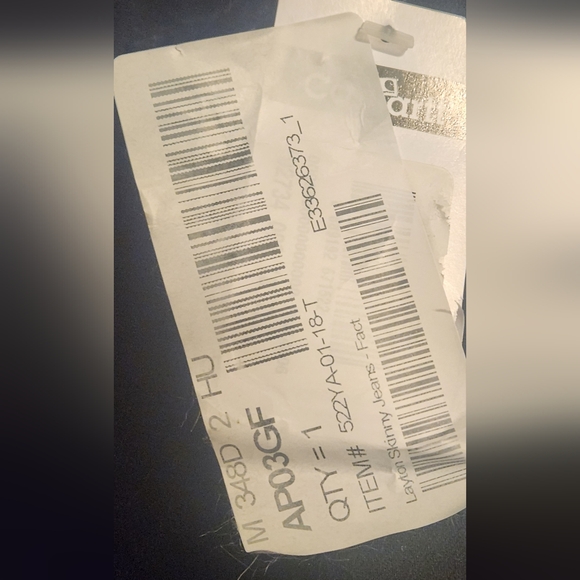 M 348D 2 HU
AP03GF
QTY = 1
E33626373_1
ITEM# 522YA-01-18-T
Layton Skinny Jeans - Fact